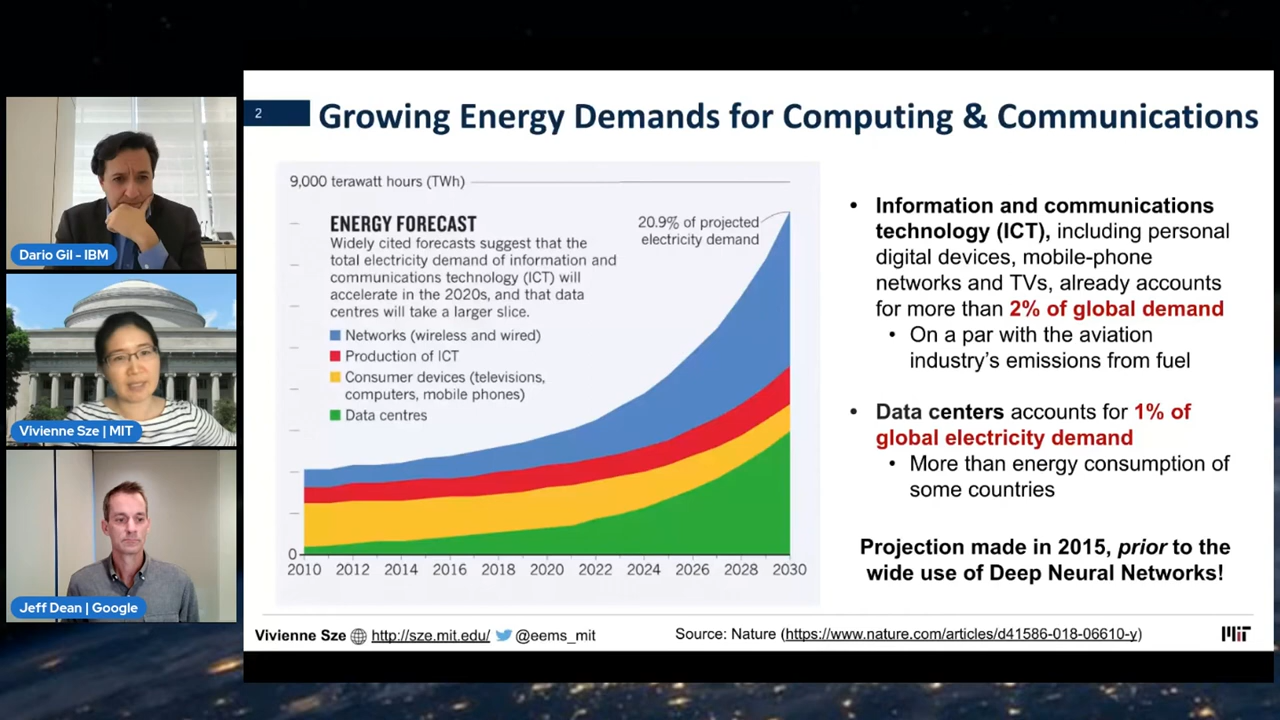 Dario Gil – IBM
Vivienne Sze | MIT
Jeff Dean | Google
2
Growing Energy Demands for Computing & Communications
9,000 terawatt hours (TWh)
ENERGY FORECAST
Widely cited forecasts suggest that the
total electricity demand of information and
communications technology (ICT) will
accelerate in the 2020s, and that data
centres will take a larger slice.
Networks (wireless and wired)
Production of ICT
Consumer devices (televisions,
computers, mobile phones)
Data centres
20.9% of projected
electricity demand
0
2010 2012 2014 2016 2018 2020 2022 2024 2026 2028 2030
• Information and communications
technology (ICT), including personal
digital devices, mobile-phone
networks and TVs, already accounts
for more than 2% of global demand
• On a par with the aviation
industry's emissions from fuel
• Data centers accounts for 1% of
global electricity demand
• More than energy consumption of
some countries
Projection made in 2015, prior to the
wide use of Deep Neural Networks!
Vivienne Sze http://sze.mit.edu/ @eems_mit
Source: Nature (https://www.nature.com/articles/d41586-018-06610-y)
MIT